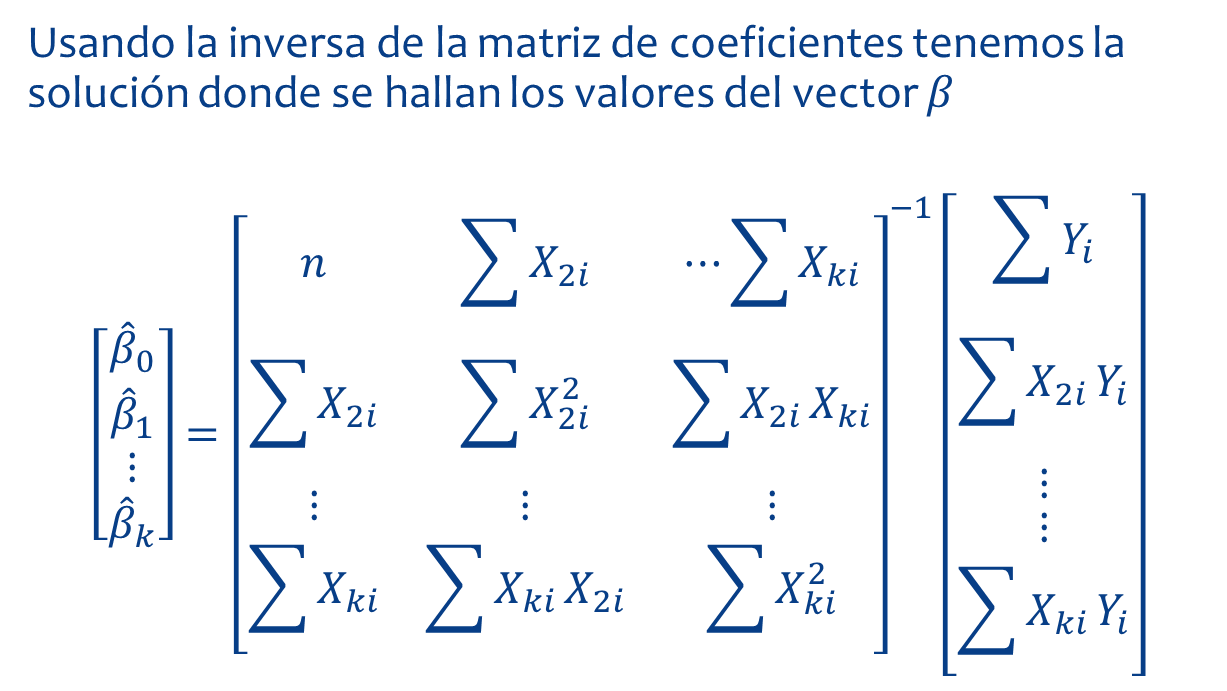 Usando la inversa de la matriz de coeficientes tenemos la
solución donde se hallan los valores del vector β
[β̂₀ β̂₁ ⋮ β̂ₖ] = [n ∑X₂ᵢ ⋯ ∑Xₖᵢ
∑X₂ᵢ ∑X₂ᵢ² ∑X₂ᵢXₖᵢ
⋮ ⋮ ⋮
∑Xₖᵢ ∑XₖᵢX₂ᵢ ∑Xₖᵢ²]⁻¹ [∑Yᵢ
∑X₂ᵢYᵢ
⋮
⋮
∑XₖᵢYᵢ]